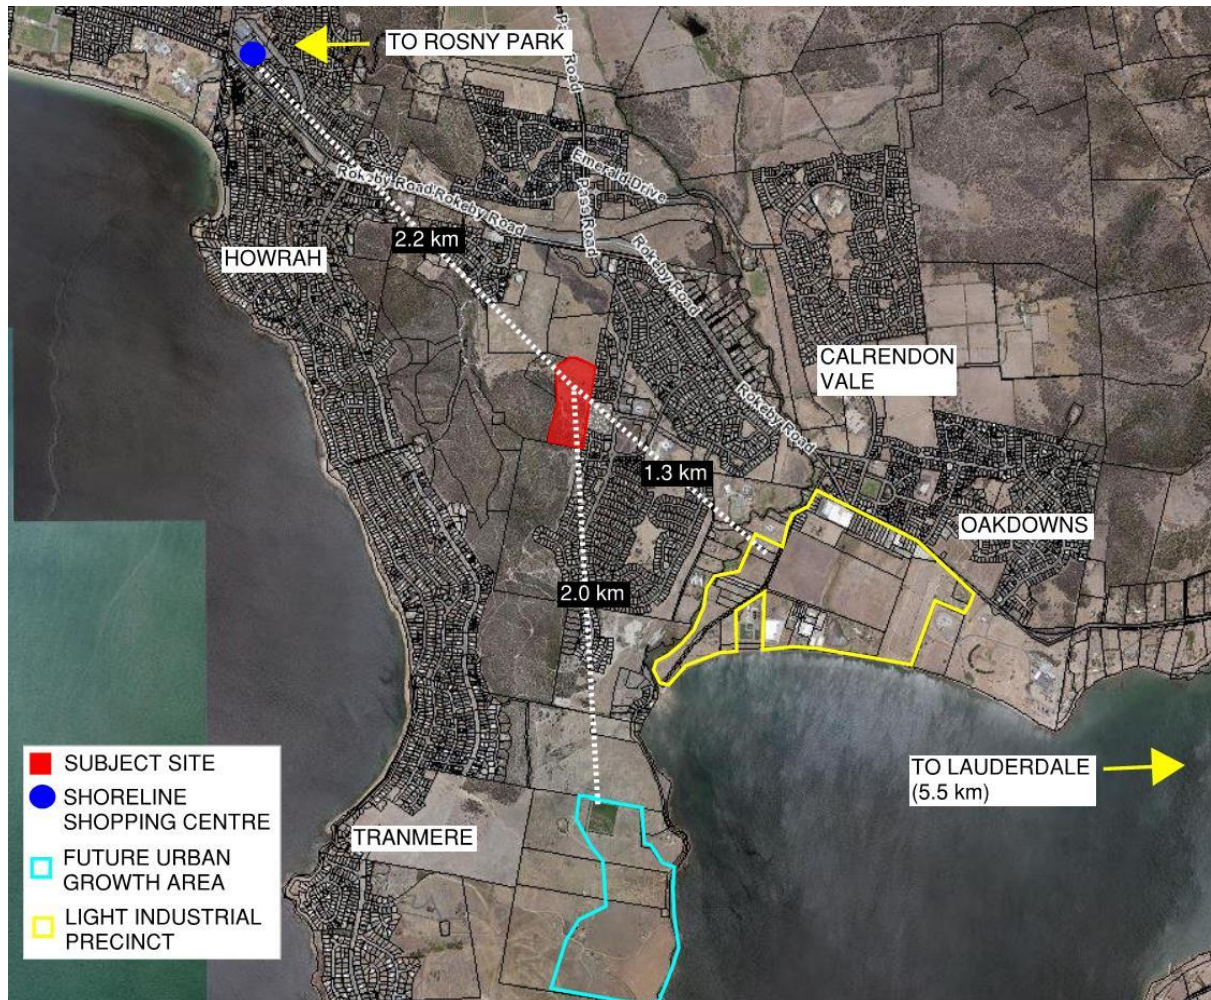 TO ROSNY PARK
Road
Emerald Drive
Rokeby Road
Rokeby Road
Pass Road
2.2 km
HOWRAH
Rokeby Road
CALRENDON
VALE
Rokeby Road
1.3 km
OAKDOWNS
2.0 km
SUBJECT SITE
SHORELINE
SHOPPING CENTRE
FUTURE URBAN
GROWTH AREA
LIGHT INDUSTRIAL
PRECINCT
TRANMERE
TO LAUDERDALE
(5.5 km)